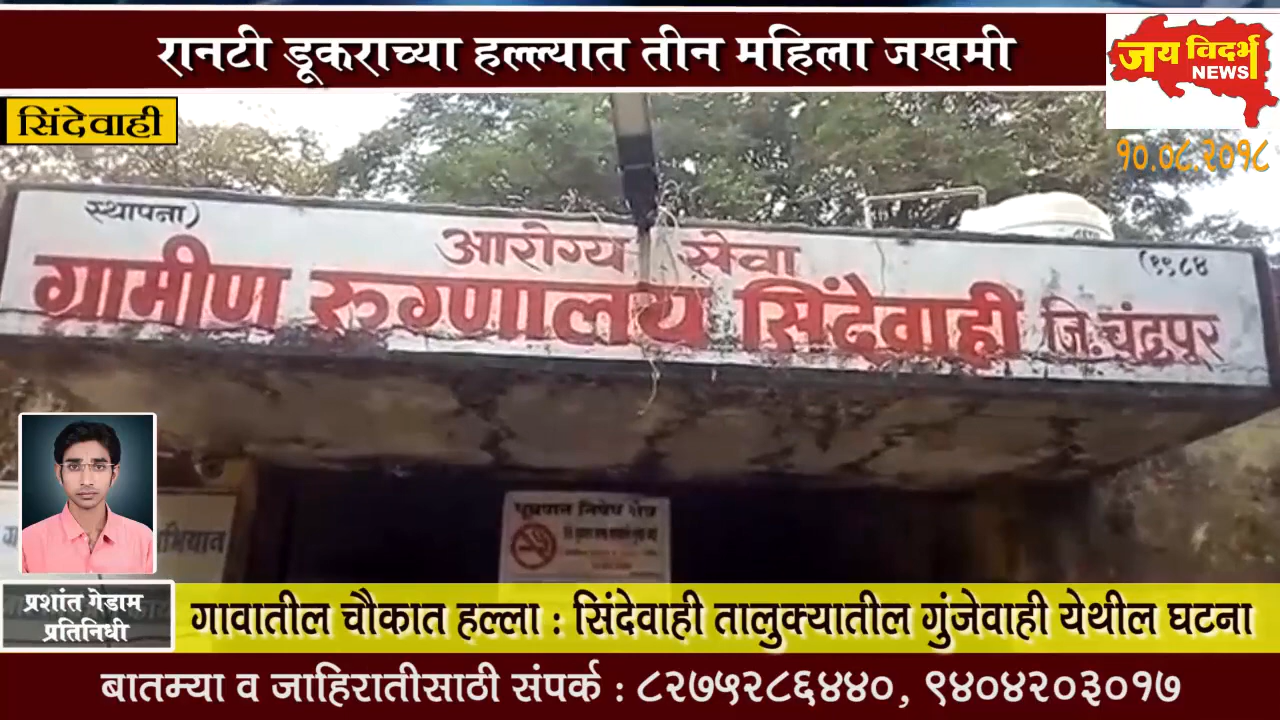 रानटी डूकराच्या हल्ल्यात तीन महिला जखमी
जय विदर्भ
NEWS
सिंदेवाही
१०.०८.२०१८
स्थापना)
(१९८४
आरोग्य सेवा
ग्रामीण रुग्णालय सिंदेवाही जि.चंद्रपूर
धूम्रपान निषेध क्षेत्र
भियान
प्रशांत गेडाम
प्रतिनिधी
गावातील चौकात हल्ला : सिंदेवाही तालुक्यातील गुंजेवाही येथील घटना
बातम्या व जाहिरातीसाठी संपर्क : ८२७५२८६४४०, ९४०४२०३०१७